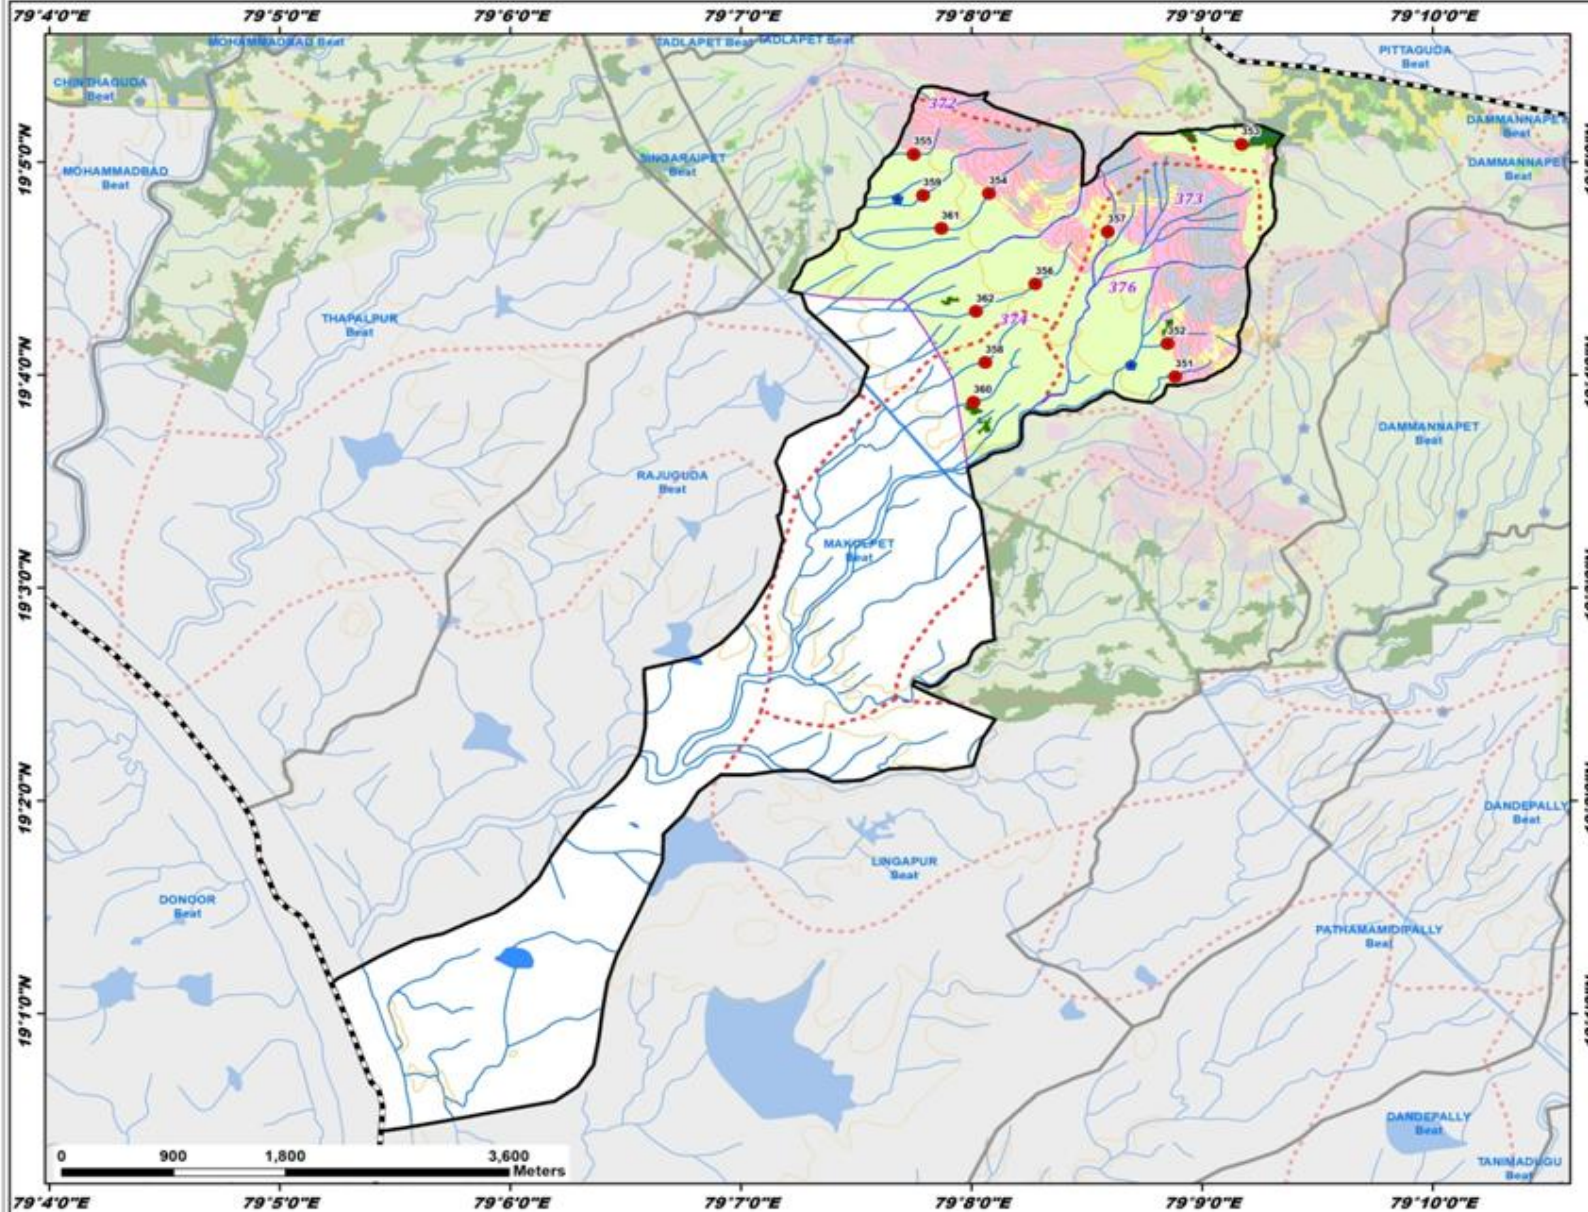 79°4'0"E 79°5'0"E 79°6'0"E 79°7'0"E 79°8'0"E 79°9'0"E 79°10'0"E
MOHAMMADBAD Beat
TADLAPET Beat
TADLAPET Beat
PITTAGUDA
Beat
CHINTHAGUDA
Beat
372
DAMMANNAPET
Beat
353
355
19°5'0"N
SINGARAIPET
Beat
MOHAMMADBAD
Beat
DAMMANNAPET
Beat
359
354
373
361
357
356
376
362
374
THAPALPUR
Beat
352
358
351
19°4'0"N
360
DAMMANNAPET
Beat
RAJUGUDA
Beat
MAKULPET
Beat
19°3'0"N
19°2'0"N
DANDEPALLY
Beat
LINGAPUR
Beat
DONOOR
Beat
PATHAMAMIDIPALLY
Beat
19°1'0"N
DANDEPALLY
Beat
0 900 1,800 3,600
Meters
TANIMADUGU
Beat
79°4'0"E 79°5'0"E 79°6'0"E 79°7'0"E 79°8'0"E 79°9'0"E 79°10'0"E